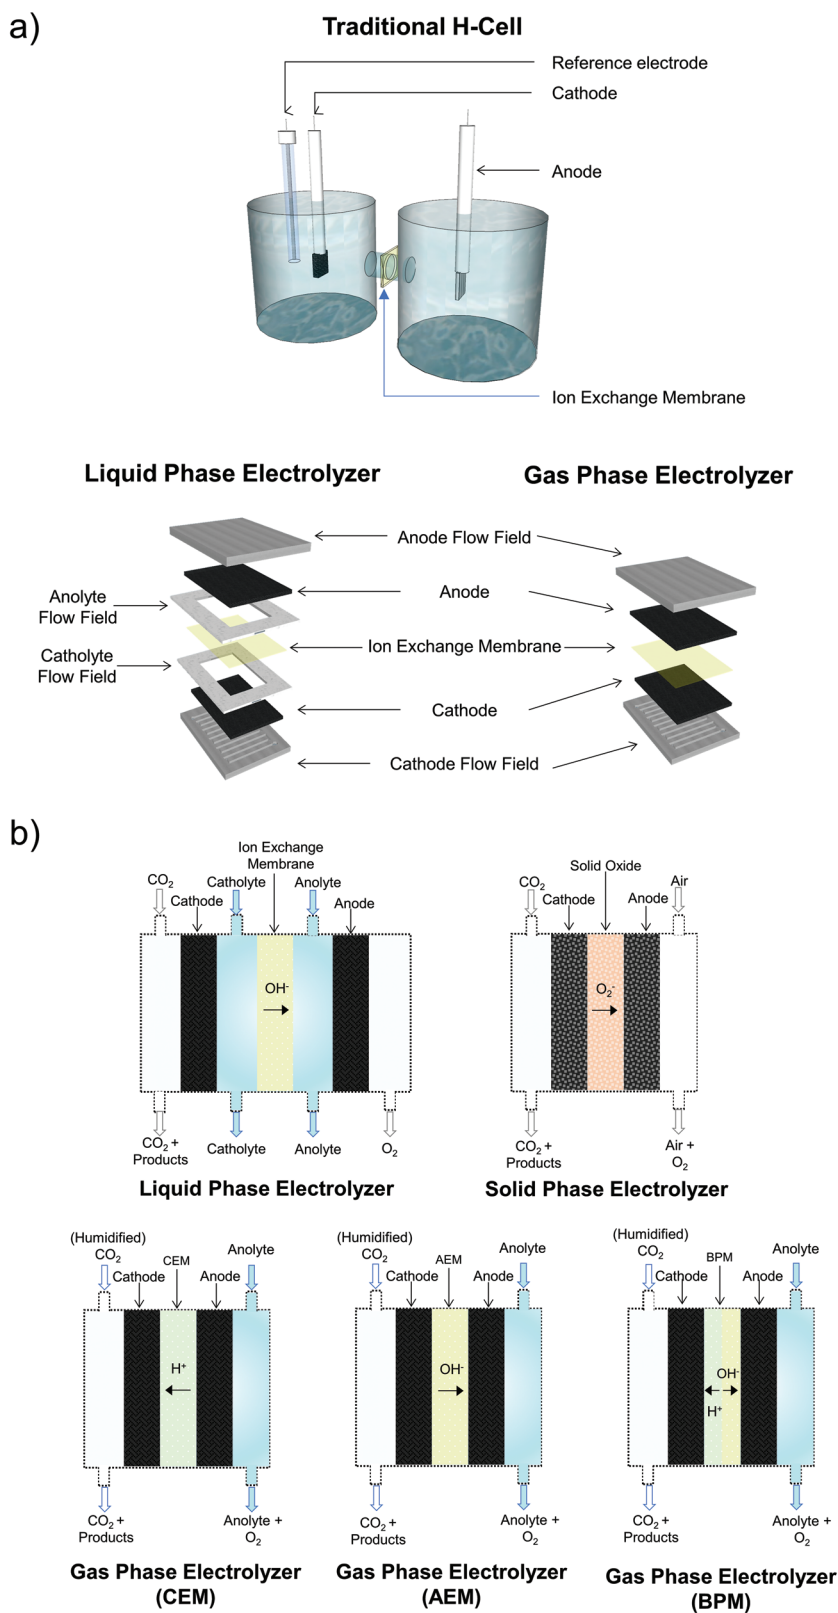 a)
Traditional H-Cell
Reference electrode
Cathode
Anode
Ion Exchange Membrane
Liquid Phase Electrolyzer
Gas Phase Electrolyzer
Anode Flow Field
Anode
Anolyte
Flow Field
Ion Exchange Membrane
Catholyte
Flow Field
Cathode
Cathode Flow Field
b)
Ion Exchange
Membrane
CO2
Catholyte
Anolyte
Cathode
Anode
OH-
CO2 +
Products
Catholyte
Anolyte
O2
Liquid Phase Electrolyzer
Solid Oxide
CO2
Air
Cathode
Anode
O2-
CO2 +
Products
Air +
O2
Solid Phase Electrolyzer
(Humidified)
CO2
Anolyte
CEM
Cathode
Anode
H+
CO2 +
Products
Anolyte +
O2
Gas Phase Electrolyzer
(CEM)
(Humidified)
CO2
Anolyte
AEM
Cathode
Anode
OH-
CO2 +
Products
Anolyte +
O2
Gas Phase Electrolyzer
(AEM)
(Humidified)
CO2
Anolyte
BPM
Cathode
Anode
OH-
H+
CO2 +
Products
Anolyte +
O2
Gas Phase Electrolyzer
(BPM)